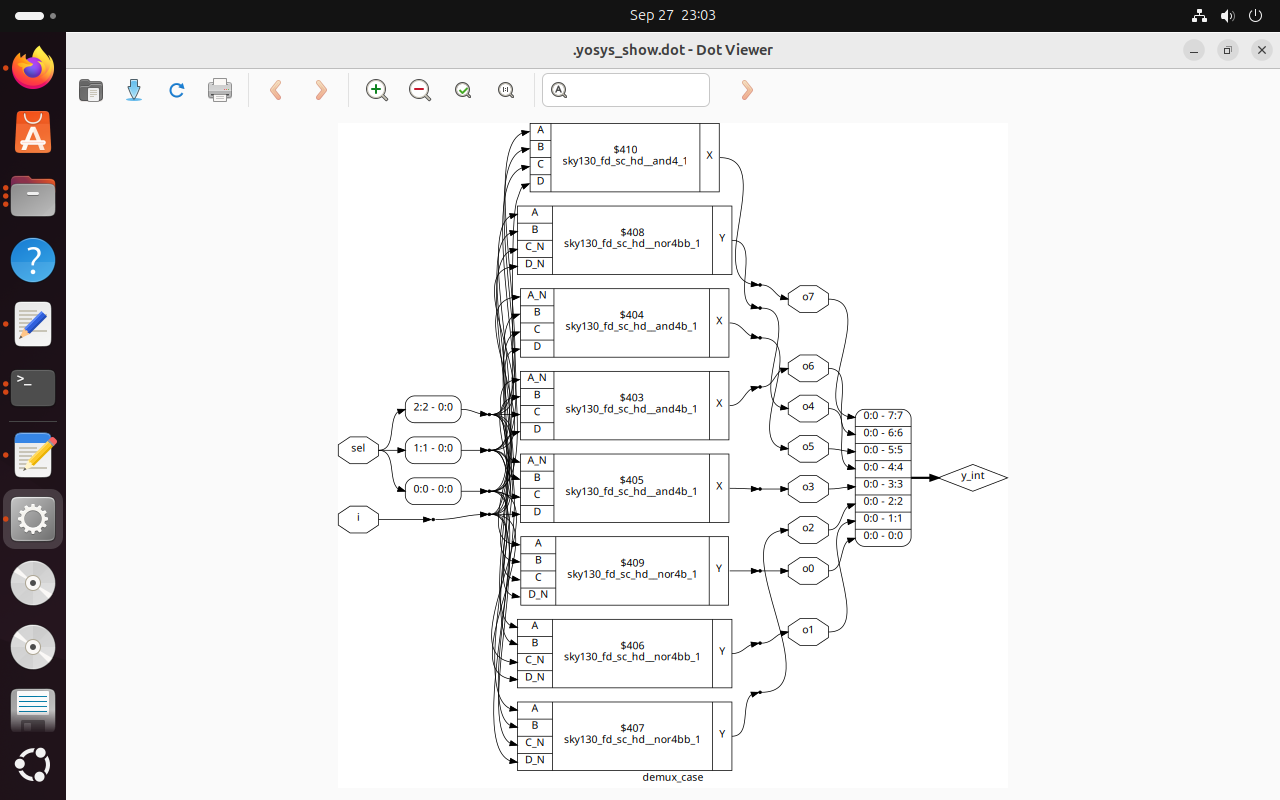 Sep 27 23:03
.yosys_show.dot - Dot Viewer
A
B
C
D
$410
sky130_fd_sc_hd__and4_1
X
A
B
C_N
D_N
$408
sky130_fd_sc_hd__nor4bb_1
Y
A_N
B
C
D
$404
sky130_fd_sc_hd__and4b_1
X
A_N
B
C
D
$403
sky130_fd_sc_hd__and4b_1
X
A_N
B
C
D
$405
sky130_fd_sc_hd__and4b_1
X
A
B
C
D_N
$409
sky130_fd_sc_hd__nor4b_1
Y
A
B
C_N
D_N
$406
sky130_fd_sc_hd__nor4bb_1
Y
A
B
C_N
D_N
$407
sky130_fd_sc_hd__nor4bb_1
Y
sel
i
2:2 - 0:0
1:1 - 0:0
0:0 - 0:0
o7
o6
o4
o5
o3
o2
o0
o1
0:0 - 7:7
0:0 - 6:6
0:0 - 5:5
0:0 - 4:4
0:0 - 3:3
0:0 - 2:2
0:0 - 1:1
0:0 - 0:0
y_int
demux_case